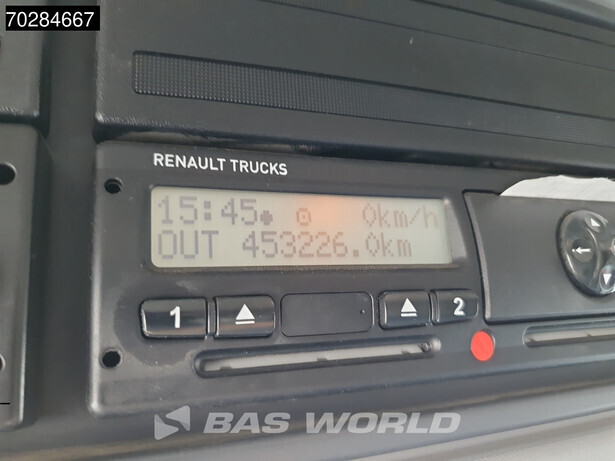 70284667
RENAULT TRUCKS
15:45 0km/h
OUT 453226.0km
1 2
BAS WORLD